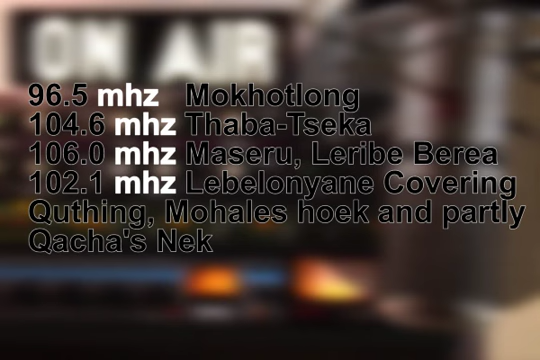 ON AIR
96.5 mhz Mokhotlong
104.6 mhz Thaba-Tseka
106.0 mhz Maseru, Leribe Berea
102.1 mhz Lebelonyane Covering
Quthing, Mohales hoek and partly
Qacha's Nek